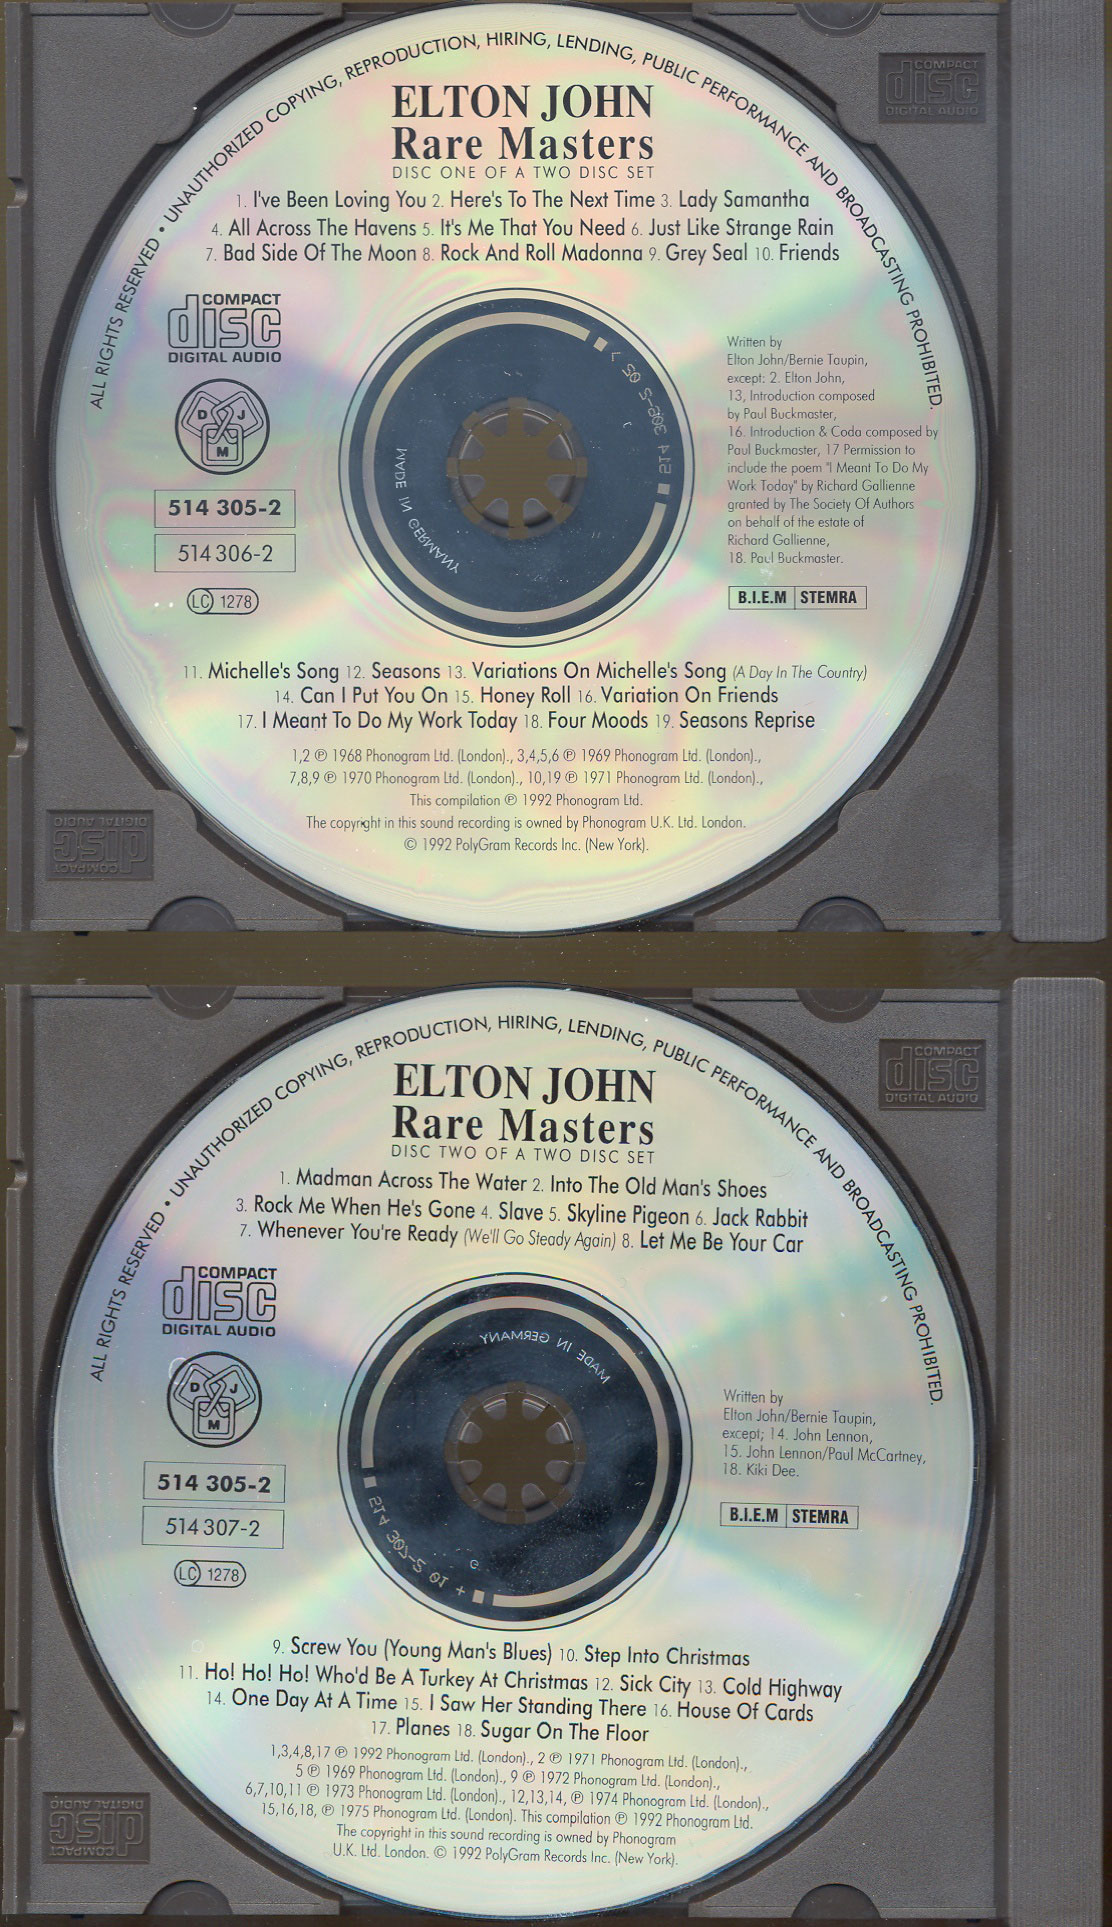 ALL RIGHTS RESERVED • UNAUTHORIZED COPYING, REPRODUCTION, HIRING, LENDING, PUBLIC PERFORMANCE AND BROADCASTING PROHIBITED.
COMPACT
disc
DIGITAL AUDIO
ELTON JOHN
Rare Masters
DISC ONE OF A TWO DISC SET
1. I've Been Loving You 2. Here's To The Next Time 3. Lady Samantha
4. All Across The Havens 5. It's Me That You Need 6. Just Like Strange Rain
7. Bad Side Of The Moon 8. Rock And Roll Madonna 9. Grey Seal 10. Friends
COMPACT
disc
DIGITAL AUDIO
D J
M
514 305-2
514 306-2
LC 1278
MADE IN GERMANY
Written by
Elton John/Bernie Taupin,
except: 2. Elton John,
13, Introduction composed
by Paul Buckmaster,
16. Introduction & Coda composed by
Paul Buckmaster, 17 Permission to
include the poem "I Meant To Do My
Work Today" by Richard Gallienne
granted by The Society Of Authors
on behalf of the estate of
Richard Gallienne,
18. Paul Buckmaster.
B.I.E.M STEMRA
11. Michelle's Song 12. Seasons 13. Variations On Michelle's Song (A Day In The Country)
14. Can I Put You On 15. Honey Roll 16. Variation On Friends
17. I Meant To Do My Work Today 18. Four Moods 19. Seasons Reprise
1,2 ℗ 1968 Phonogram Ltd. (London)., 3,4,5,6 ℗ 1969 Phonogram Ltd. (London).,
7,8,9 ℗ 1970 Phonogram Ltd. (London)., 10,19 ℗ 1971 Phonogram Ltd. (London).,
This compilation ℗ 1992 Phonogram Ltd.
The copyright in this sound recording is owned by Phonogram U.K. Ltd. London.
© 1992 PolyGram Records Inc. (New York).
COMPACT
disc
DIGITAL AUDIO
ALL RIGHTS RESERVED • UNAUTHORIZED COPYING, REPRODUCTION, HIRING, LENDING, PUBLIC PERFORMANCE AND BROADCASTING PROHIBITED.
COMPACT
disc
DIGITAL AUDIO
ELTON JOHN
Rare Masters
DISC TWO OF A TWO DISC SET
1. Madman Across The Water 2. Into The Old Man's Shoes
3. Rock Me When He's Gone 4. Slave 5. Skyline Pigeon 6. Jack Rabbit
7. Whenever You're Ready (We'll Go Steady Again) 8. Let Me Be Your Car
COMPACT
disc
DIGITAL AUDIO
D J
M
514 305-2
514 307-2
LC 1278
MADE IN GERMANY
Written by
Elton John/Bernie Taupin,
except; 14. John Lennon,
15. John Lennon/Paul McCartney,
18. Kiki Dee.
B.I.E.M STEMRA
9. Screw You (Young Man's Blues) 10. Step Into Christmas
11. Ho! Ho! Ho! Who'd Be A Turkey At Christmas 12. Sick City 13. Cold Highway
14. One Day At A Time 15. I Saw Her Standing There 16. House Of Cards
17. Planes 18. Sugar On The Floor
1,3,4,8,17 ℗ 1992 Phonogram Ltd. (London)., 2 ℗ 1971 Phonogram Ltd. (London).,
5 ℗ 1969 Phonogram Ltd. (London)., 9 ℗ 1972 Phonogram Ltd. (London).,
6,7,10,11 ℗ 1973 Phonogram Ltd. (London)., 12,13,14, ℗ 1974 Phonogram Ltd. (London).,
15,16,18, ℗ 1975 Phonogram Ltd. (London). This compilation ℗ 1992 Phonogram Ltd.
The copyright in this sound recording is owned by Phonogram
U.K. Ltd. London. © 1992 PolyGram Records Inc. (New York).
COMPACT
disc
DIGITAL AUDIO